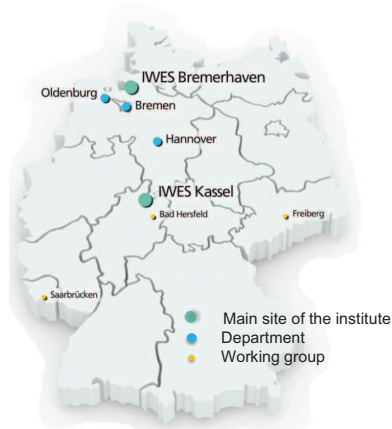 IWES Bremerhaven
Oldenburg
Bremen
Hannover
IWES Kassel
Bad Hersfeld
Freiberg
Saarbrücken
Main site of the institute
Department
Working group